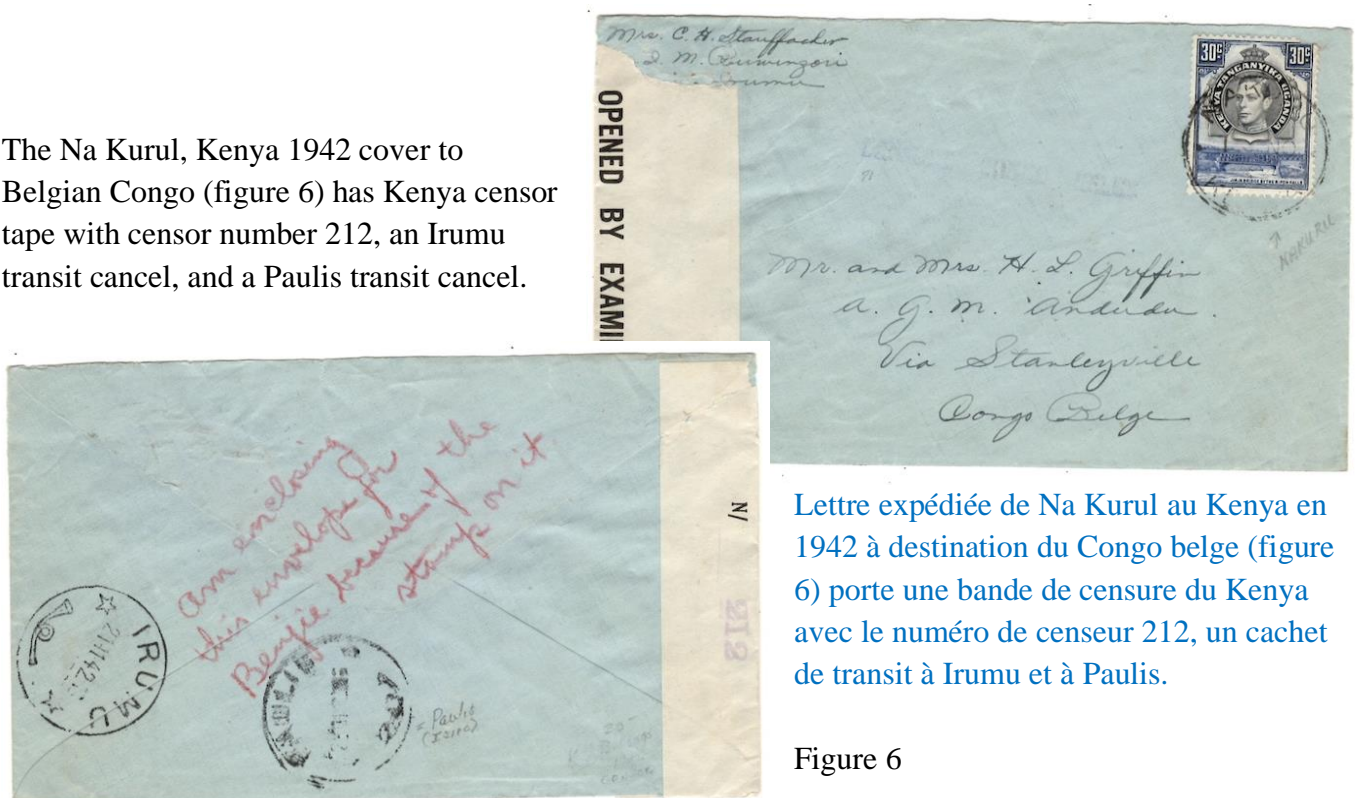 The Na Kurul, Kenya 1942 cover to
Belgian Congo (figure 6) has Kenya censor
tape with censor number 212, an Irumu
transit cancel, and a Paulis transit cancel.
Mrs. C. H. Stauffacher
OPENED BY EXAMI
30c
30c
KENYA TANGANYIKA UGANDA
NAKURU
Mr. and Mrs. H. L. Griffin
a. g. m. Andudu.
Via Stanleyville
Congo Belge
am enclosing
this envelope for
Benjie because of the
stamp on it
IRUMU
= Paulis
N/
212
Lettre expédiée de Na Kurul au Kenya en
1942 à destination du Congo belge (figure
6) porte une bande de censure du Kenya
avec le numéro de censeur 212, un cachet
de transit à Irumu et à Paulis.
Figure 6